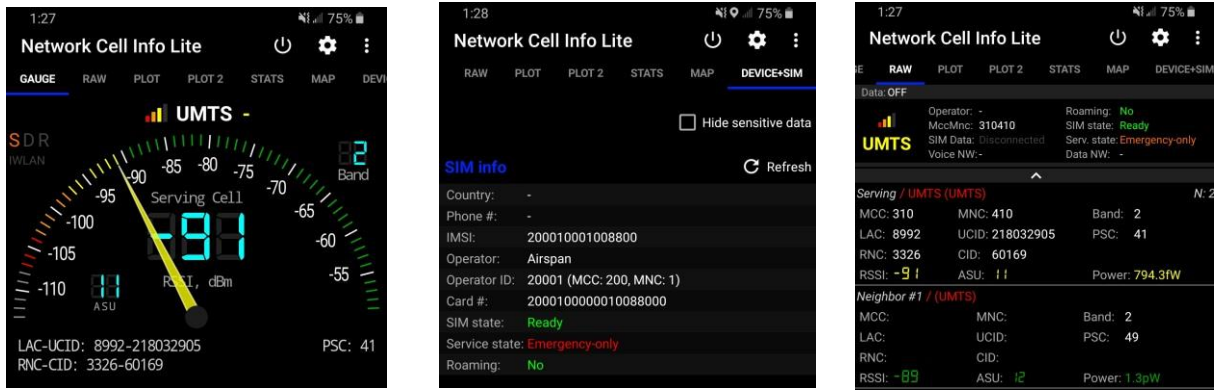 1:27 75%
Network Cell Info Lite
GAUGE RAW PLOT PLOT 2 STATS MAP DEVI
UMTS -
SDR
IWLAN
2
Band
-110 -105 -100 -95 -90 -85 -80 -75 -70 -65 -60 -55
Serving Cell
-91
RSSI, dBm
11
ASU
LAC-UCID: 8992-218032905 PSC: 41
RNC-CID: 3326-60169
1:28 75%
Network Cell Info Lite
RAW PLOT PLOT 2 STATS MAP DEVICE+SIM
Hide sensitive data
SIM info Refresh
Country: -
Phone #: -
IMSI: 200010001008800
Operator: Airspan
Operator ID: 20001 (MCC: 200, MNC: 1)
Card #: 2000100000010088000
SIM state: Ready
Service state: Emergency-only
Roaming: No
1:27 75%
Network Cell Info Lite
GE RAW PLOT PLOT 2 STATS MAP DEVICE+SIM
Data: OFF
Operator: - Roaming: No
MccMnc: 310410 SIM state: Ready
UMTS SIM Data: Disconnected Serv. state: Emergency-only
Voice NW:- Data NW: -
Serving / UMTS (UMTS) N: 2
MCC: 310 MNC: 410 Band: 2
LAC: 8992 UCID: 218032905 PSC: 41
RNC: 3326 CID: 60169
RSSI: -91 ASU: 11 Power: 794.3fW
Neighbor #1 / (UMTS)
MCC: MNC: Band: 2
LAC: UCID: PSC: 49
RNC: CID:
RSSI: -89 ASU: 12 Power: 1.3pW